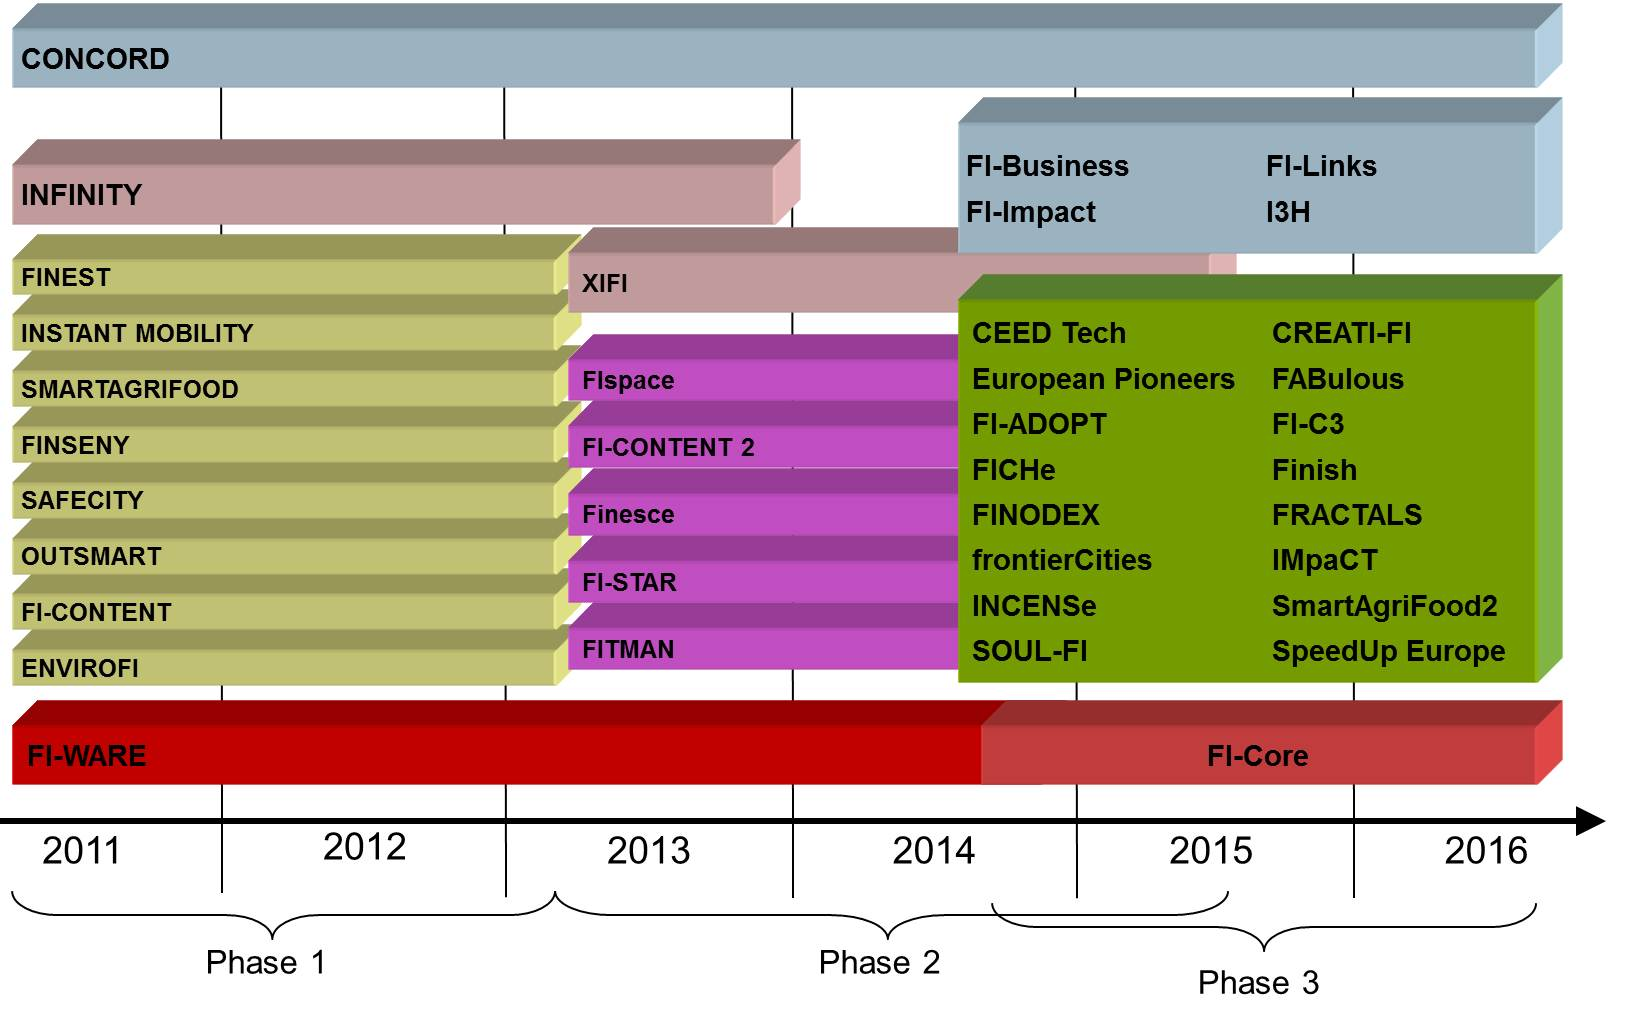 CONCORD
FI-Business FI-Links
INFINITY
FI-Impact I3H
FINEST
XIFI
INSTANT MOBILITY
SMARTAGRIFOOD
FINSENY
SAFECITY
OUTSMART
FI-CONTENT
ENVIROFI
FIspace
FI-CONTENT 2
Finesce
FI-STAR
FITMAN
CEED Tech CREATI-FI
European Pioneers FABulous
FI-ADOPT FI-C3
FICHe Finish
FINODEX FRACTALS
frontierCities IMpaCT
INCENSe SmartAgriFood2
SOUL-FI SpeedUp Europe
FI-WARE FI-Core
2011 2012 2013 2014 2015 2016
Phase 1 Phase 2
Phase 3